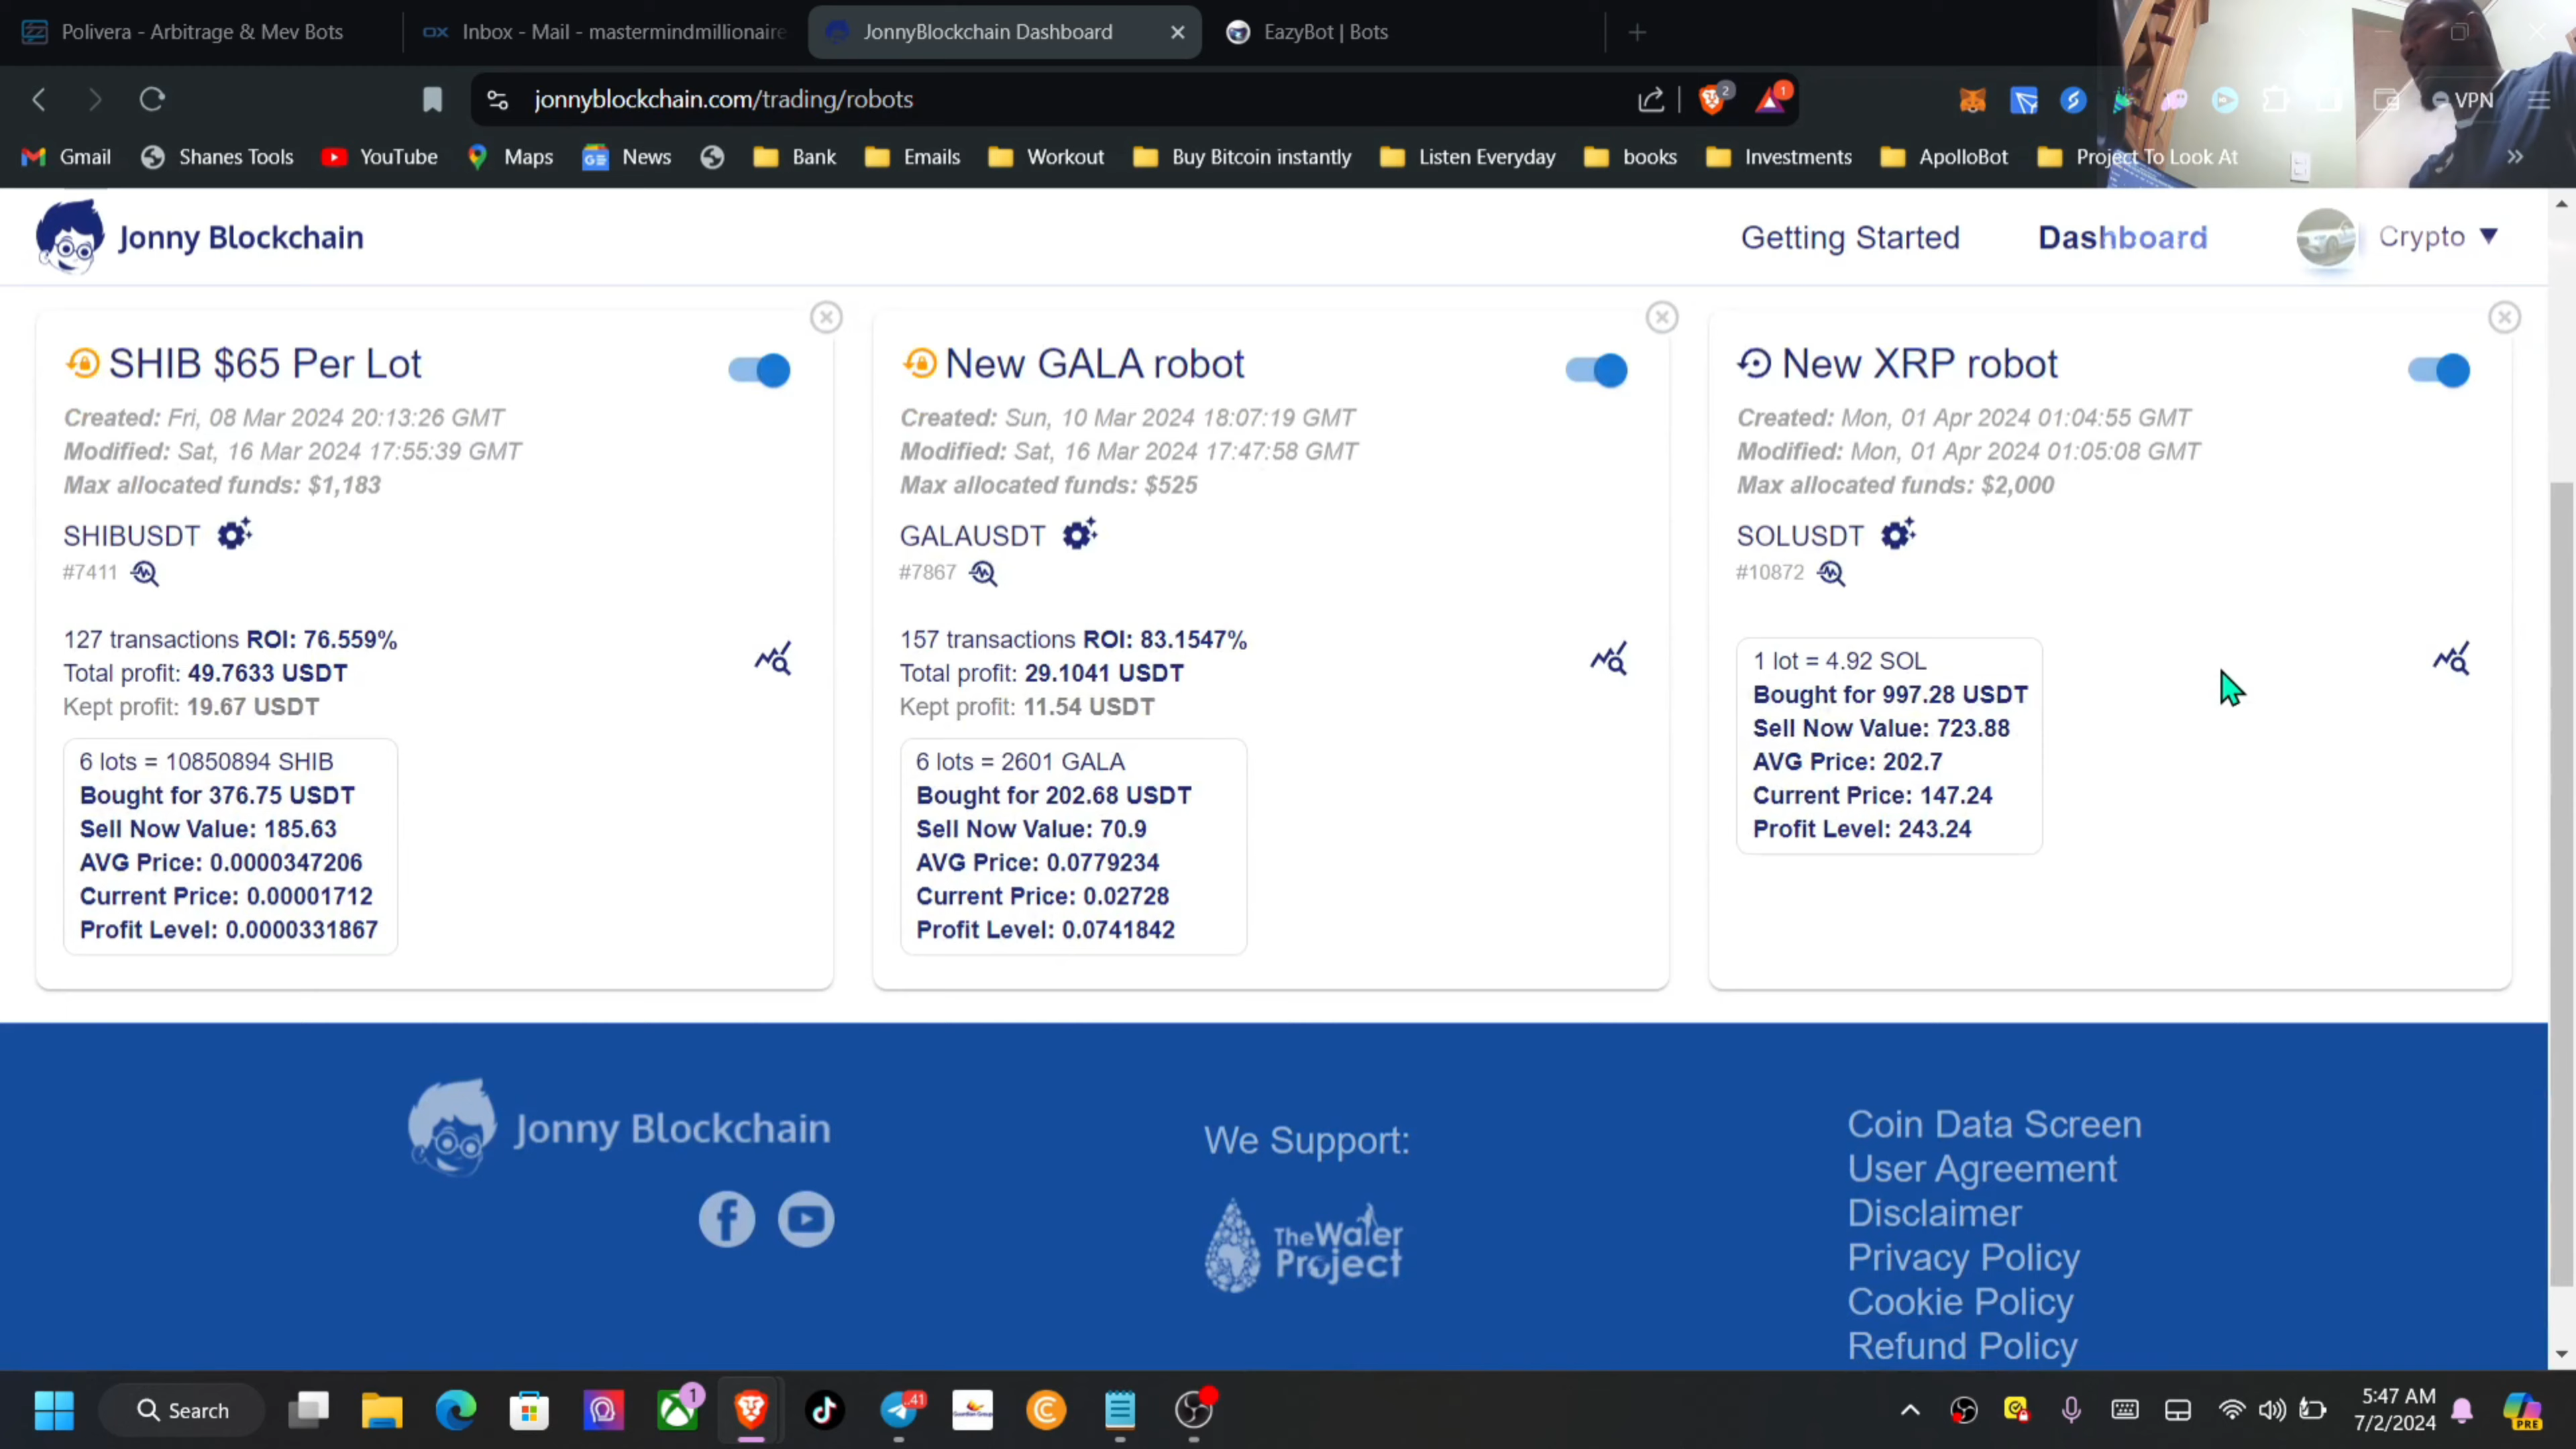 Polivera - Arbitrage & Mev Bots
Inbox - Mail - mastermindmillionaire
JonnyBlockchain Dashboard
EazyBot | Bots
jonnyblockchain.com/trading/robots
2
1
VPN
Gmail
Shanes Tools
YouTube
Maps
News
Bank
Emails
Workout
Buy Bitcoin instantly
Listen Everyday
books
Investments
ApolloBot
Project To Look At
Jonny Blockchain
Getting Started
Dashboard
Crypto
SHIB $65 Per Lot
Created: Fri, 08 Mar 2024 20:13:26 GMT
Modified: Sat, 16 Mar 2024 17:55:39 GMT
Max allocated funds: $1,183
SHIBUSDT
#7411
127 transactions ROI: 76.559%
Total profit: 49.7633 USDT
Kept profit: 19.67 USDT
6 lots = 10850894 SHIB
Bought for 376.75 USDT
Sell Now Value: 185.63
AVG Price: 0.0000347206
Current Price: 0.00001712
Profit Level: 0.0000331867
New GALA robot
Created: Sun, 10 Mar 2024 18:07:19 GMT
Modified: Sat, 16 Mar 2024 17:47:58 GMT
Max allocated funds: $525
GALAUSDT
#7867
157 transactions ROI: 83.1547%
Total profit: 29.1041 USDT
Kept profit: 11.54 USDT
6 lots = 2601 GALA
Bought for 202.68 USDT
Sell Now Value: 70.9
AVG Price: 0.0779234
Current Price: 0.02728
Profit Level: 0.0741842
New XRP robot
Created: Mon, 01 Apr 2024 01:04:55 GMT
Modified: Mon, 01 Apr 2024 01:05:08 GMT
Max allocated funds: $2,000
SOLUSDT
#10872
1 lot = 4.92 SOL
Bought for 997.28 USDT
Sell Now Value: 723.88
AVG Price: 202.7
Current Price: 147.24
Profit Level: 243.24
Jonny Blockchain
We Support:
The Water
Project
Coin Data Screen
User Agreement
Disclaimer
Privacy Policy
Cookie Policy
Refund Policy
Search
1
41
5:47 AM
7/2/2024
PRE